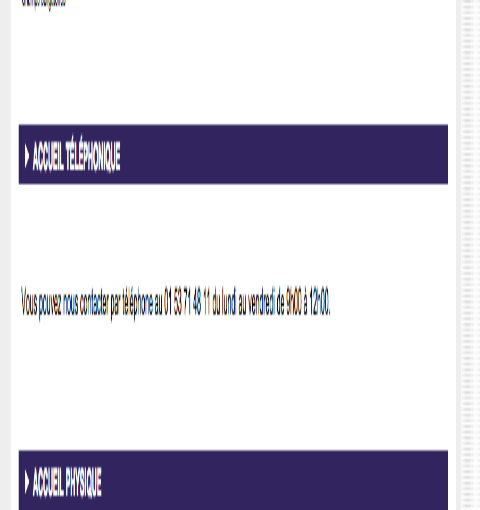 ACCUEIL TÉLÉPHONIQUE
Vous pouvez nous contacter par téléphone au 01 53 71 48 11 du lundi au vendredi de 9h00 à 12h00.
ACCUEIL PHYSIQUE